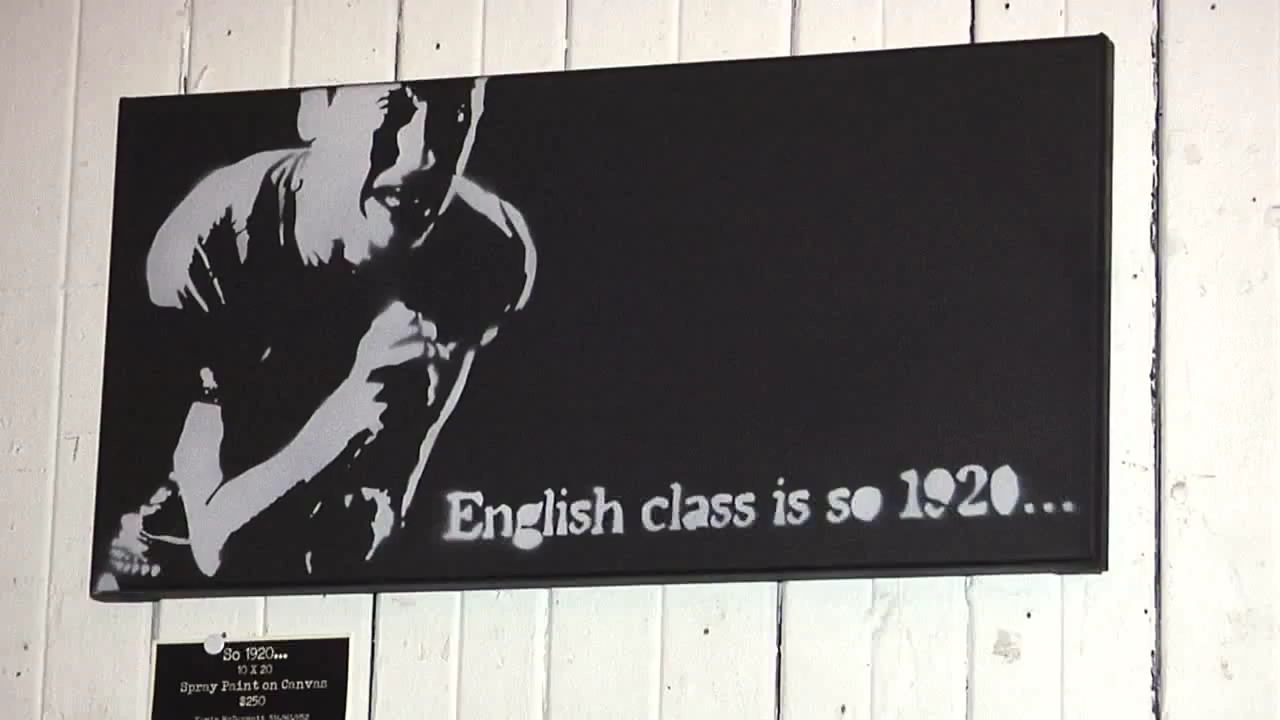 English class is so 1920...
So 1920...
10 X 20
Spray Paint on Canvas
$250